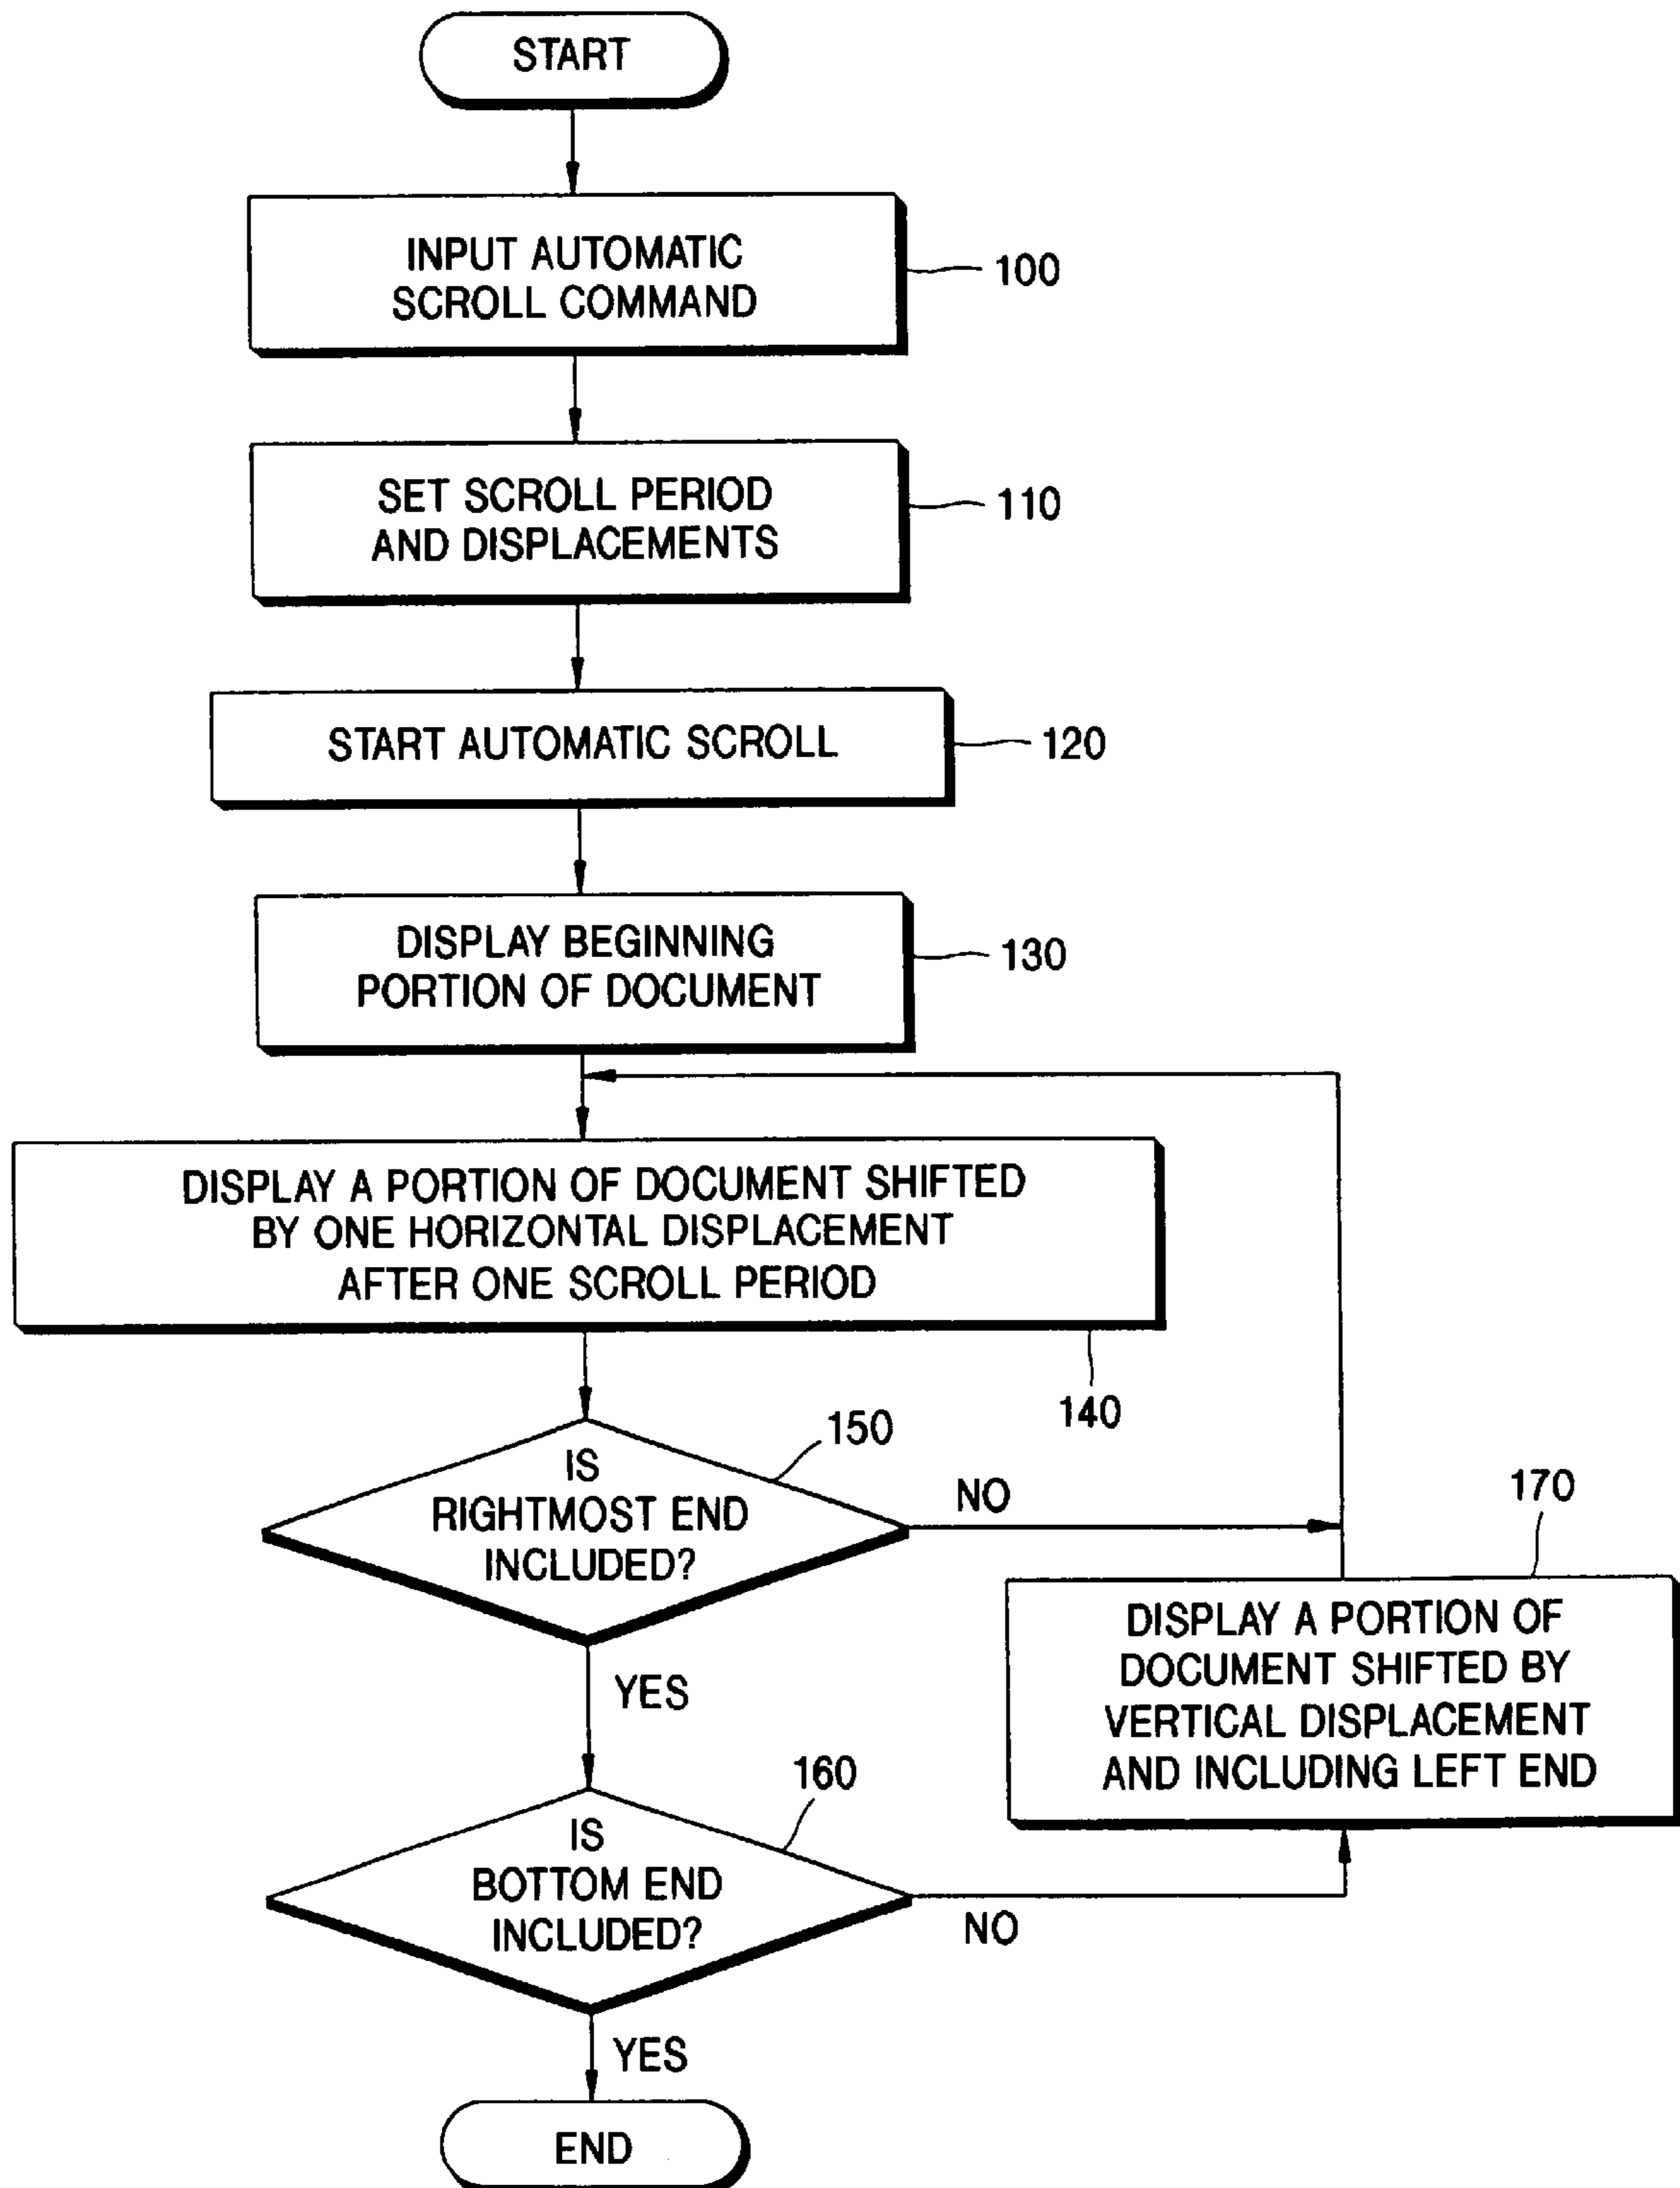 START
INPUT AUTOMATIC
SCROLL COMMAND
100
SET SCROLL PERIOD
AND DISPLACEMENTS
110
START AUTOMATIC SCROLL
120
DISPLAY BEGINNING
PORTION OF DOCUMENT
130
DISPLAY A PORTION OF DOCUMENT SHIFTED
BY ONE HORIZONTAL DISPLACEMENT
AFTER ONE SCROLL PERIOD
140
IS
RIGHTMOST END
INCLUDED?
150
NO
YES
IS
BOTTOM END
INCLUDED?
160
NO
170
DISPLAY A PORTION OF
DOCUMENT SHIFTED BY
VERTICAL DISPLACEMENT
AND INCLUDING LEFT END
YES
END